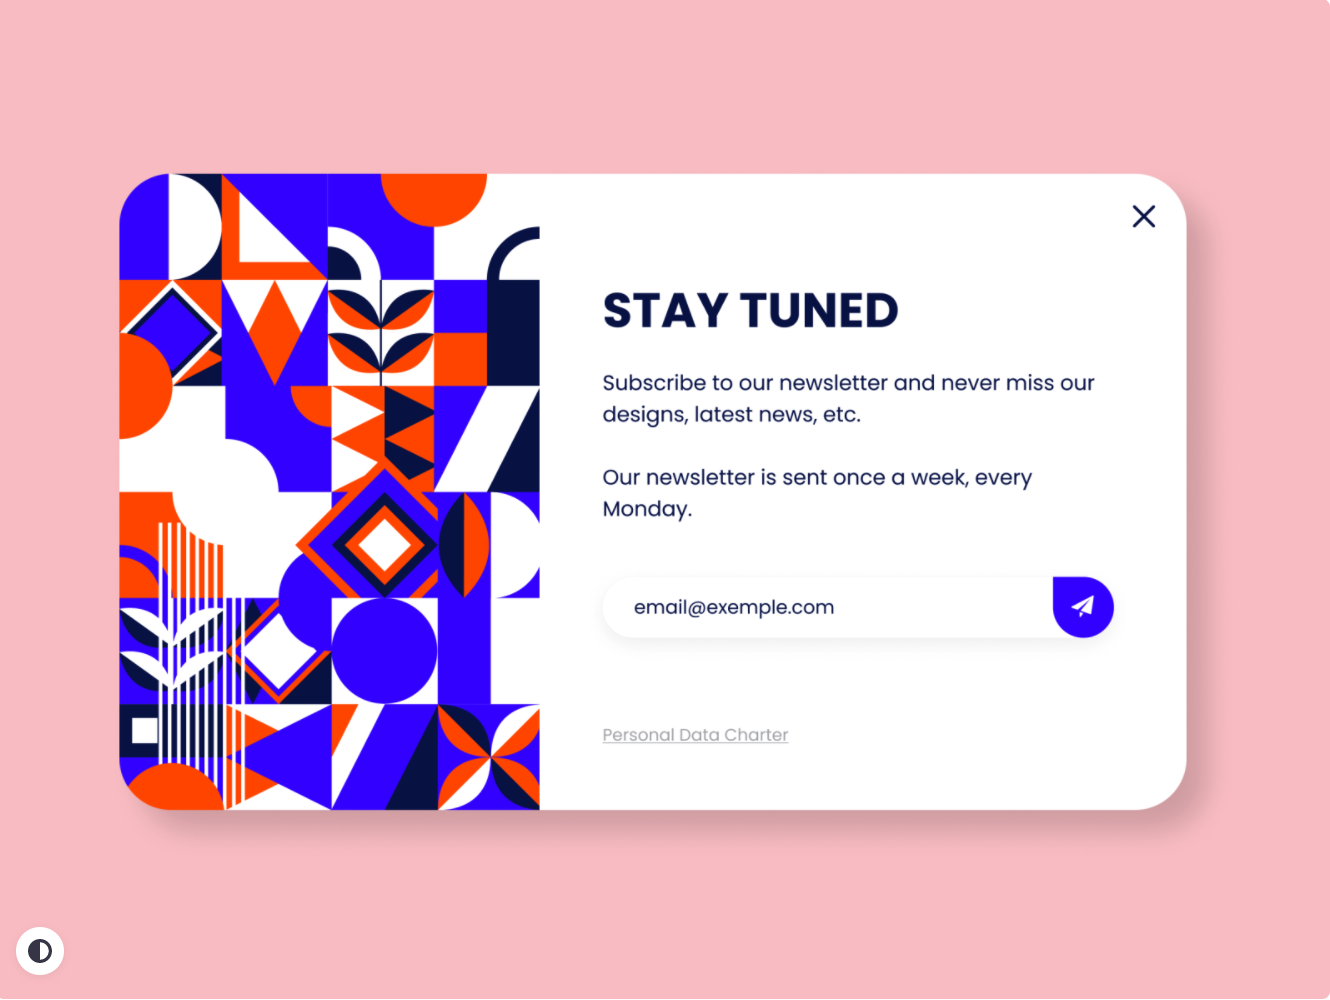 STAY TUNED
Subscribe to our newsletter and never miss our
designs, latest news, etc.
Our newsletter is sent once a week, every
Monday.
email@exemple.com
Personal Data Charter